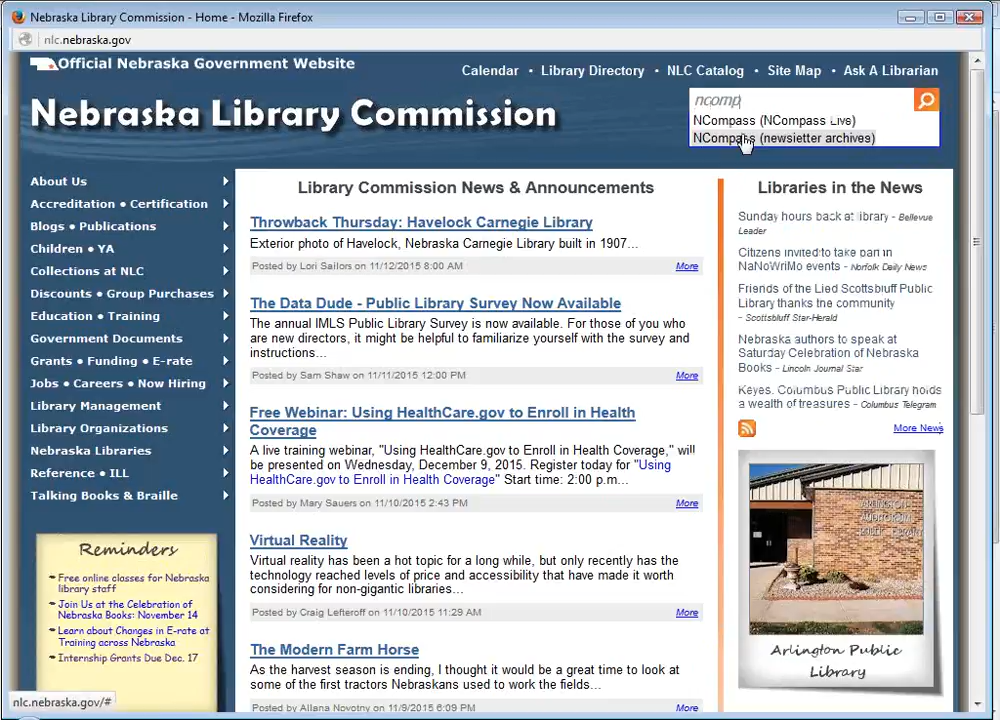 Nebraska Library Commission - Home - Mozilla Firefox
nlc.nebraska.gov
Official Nebraska Government Website
Calendar • Library Directory • NLC Catalog • Site Map • Ask A Librarian
Nebraska Library Commission
ncomp
NCompass (NCompass Live)
NCompass (newsletter archives)
About Us
Accreditation • Certification
Blogs • Publications
Children • YA
Collections at NLC
Discounts • Group Purchases
Education • Training
Government Documents
Grants • Funding • E-rate
Jobs • Careers • Now Hiring
Library Management
Library Organizations
Nebraska Libraries
Reference • ILL
Talking Books & Braille
Reminders
Free online classes for Nebraska
library staff
Join Us at the Celebration of
Nebraska Books: November 14
Learn about Changes in E-rate at
Training across Nebraska
Internship Grants Due Dec. 17
nlc.nebraska.gov/#
Library Commission News & Announcements
Throwback Thursday: Havelock Carnegie Library
Exterior photo of Havelock, Nebraska Carnegie Library built in 1907...
Posted by Lori Sailors on 11/12/2015 8:00 AM More
The Data Dude - Public Library Survey Now Available
The annual IMLS Public Library Survey is now available. For those of you who
are new directors, it might be helpful to familiarize yourself with the survey and
instructions...
Posted by Sam Shaw on 11/11/2015 12:00 PM More
Free Webinar: Using HealthCare.gov to Enroll in Health
Coverage
A live training webinar, "Using HealthCare.gov to Enroll in Health Coverage," will
be presented on Wednesday, December 9, 2015. Register today for "Using
HealthCare.gov to Enroll in Health Coverage" Start time: 2:00 p.m...
Posted by Mary Sauers on 11/10/2015 2:43 PM More
Virtual Reality
Virtual reality has been a hot topic for a long while, but only recently has the
technology reached levels of price and accessibility that have made it worth
considering for non-gigantic libraries...
Posted by Craig Lefteroff on 11/10/2015 11:29 AM More
The Modern Farm Horse
As the harvest season is ending, I thought it would be a great time to look at
some of the first tractors Nebraskans used to work the fields...
Posted by Allana Novotny on 11/9/2015 6:09 PM More
Libraries in the News
Sunday hours back at library - Bellevue
Leader
Citizens invited to take part in
NaNoWriMo events - Norfolk Daily News
Friends of the Lied Scottsbluff Public
Library thanks the community
- Scottsbluff Star-Herald
Nebraska authors to speak at
Saturday Celebration of Nebraska
Books - Lincoln Journal Star
Keyes: Columbus Public Library holds
a wealth of treasures - Columbus Telegram
More News
ARLINGTON
AUDITORIUM
PUBLIC LIBRARY
Arlington Public
Library